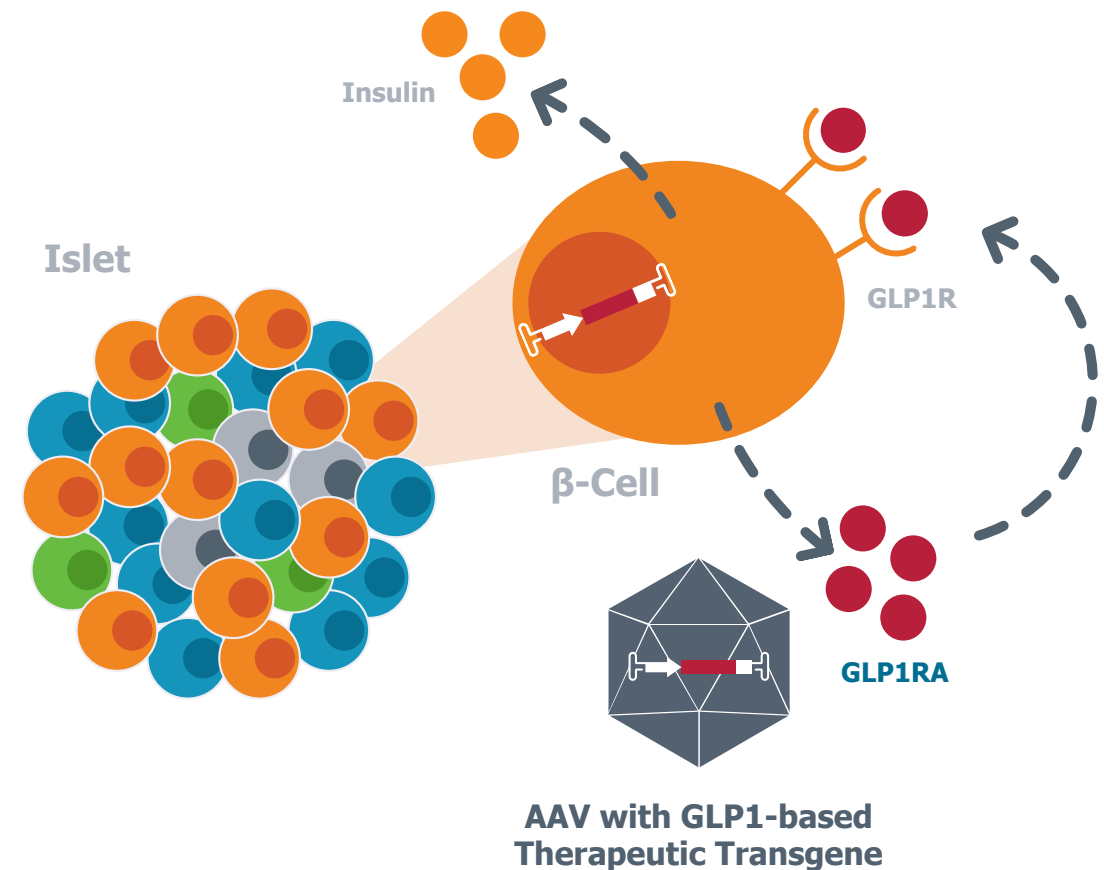 Insulin
Islet
GLP1R
β-Cell
GLP1RA
AAV with GLP1-based
Therapeutic Transgene